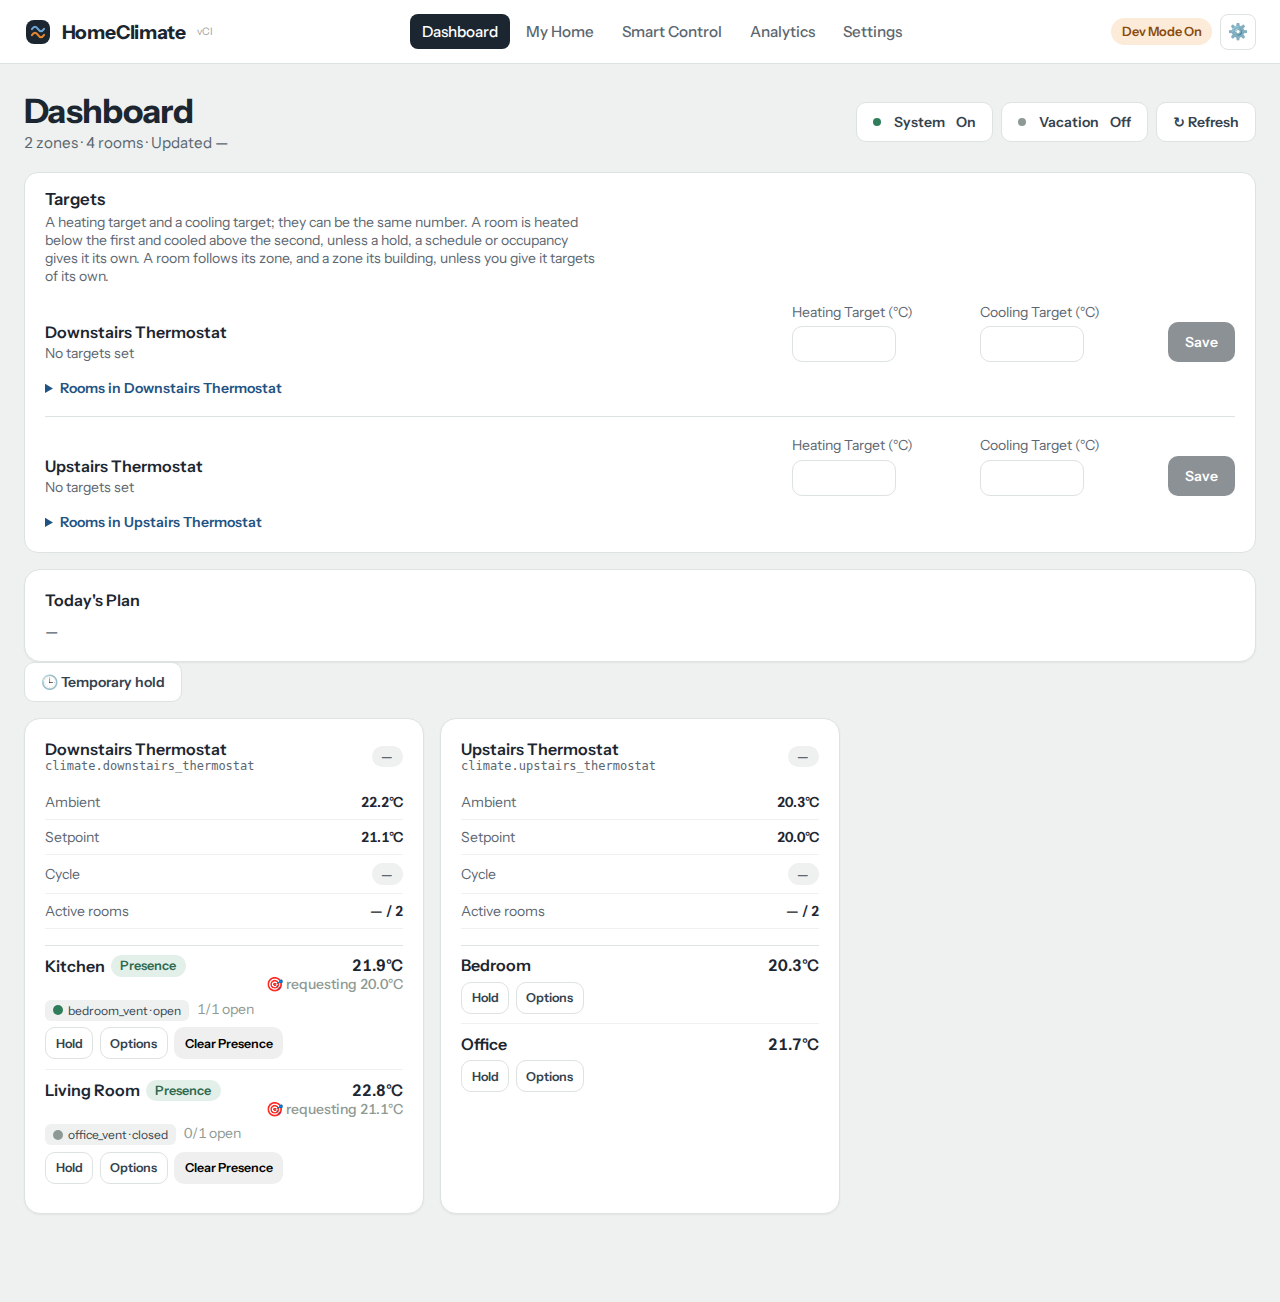 HomeClimate vCI
Dashboard My Home Smart Control Analytics Settings
Dev Mode On
Dashboard
2 zones · 4 rooms · Updated —
System On
Vacation Off
↻ Refresh
Targets
A heating target and a cooling target; they can be the same number. A room is heated
below the first and cooled above the second, unless a hold, a schedule or occupancy
gives it its own. A room follows its zone, and a zone its building, unless you give it targets
of its own.
Downstairs Thermostat
No targets set
Heating Target (°C)
Cooling Target (°C)
Save
▶ Rooms in Downstairs Thermostat
Upstairs Thermostat
No targets set
Heating Target (°C)
Cooling Target (°C)
Save
▶ Rooms in Upstairs Thermostat
Today's Plan
—
Temporary hold
Downstairs Thermostat
climate.downstairs_thermostat
—
Ambient 22.2°C
Setpoint 21.1°C
Cycle —
Active rooms — / 2
Kitchen Presence 21.9°C
🎯 requesting 20.0°C
bedroom_vent · open 1/1 open
Hold Options Clear Presence
Living Room Presence 22.8°C
🎯 requesting 21.1°C
office_vent · closed 0/1 open
Hold Options Clear Presence
Upstairs Thermostat
climate.upstairs_thermostat
—
Ambient 20.3°C
Setpoint 20.0°C
Cycle —
Active rooms — / 2
Bedroom 20.3°C
Hold Options
Office 21.7°C
Hold Options